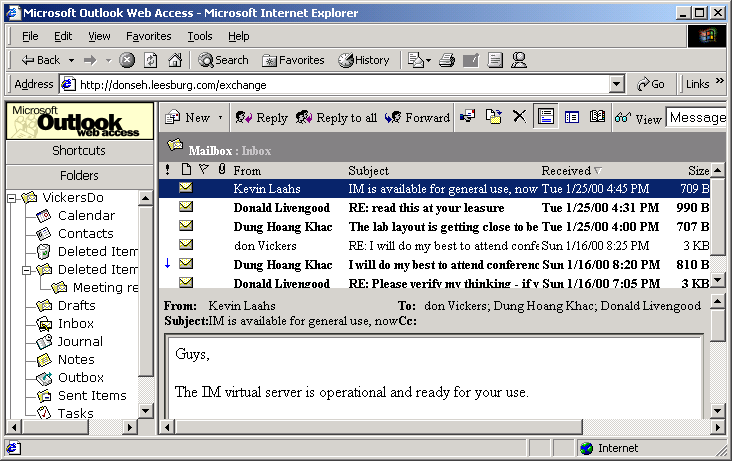 Microsoft Outlook Web Access - Microsoft Internet Explorer
File Edit View Favorites Tools Help
Back Search Favorites History
Address http://donseh.leesburg.com/exchange Go Links »
Microsoft
Outlook
web access
New Reply Reply to all Forward View Message
Shortcuts
Mailbox : Inbox
Folders
! From Subject Received Size
VickersDo
Calendar
Contacts
Deleted Item
Deleted Item
Meeting re
Drafts
Inbox
Journal
Notes
Outbox
Sent Items
Tasks
Kevin Laahs IM is available for general use, now Tue 1/25/00 4:45 PM 709 B
Donald Livengood RE: read this at your leasure Tue 1/25/00 4:31 PM 990 B
Dung Hoang Khac The lab layout is getting close to be Tue 1/25/00 4:00 PM 707 B
don Vickers RE: I will do my best to attend confe Sun 1/16/00 8:25 PM 3 KB
Dung Hoang Khac I will do my best to attend conferenc Sun 1/16/00 8:20 PM 810 B
Donald Livengood RE: Please verify my thinking - if y Sun 1/16/00 7:05 PM 3 KB
From: Kevin Laahs To: don Vickers; Dung Hoang Khac; Donald Livengood
Subject: IM is available for general use, now Cc:
Guys,
The IM virtual server is operational and ready for your use.
Internet